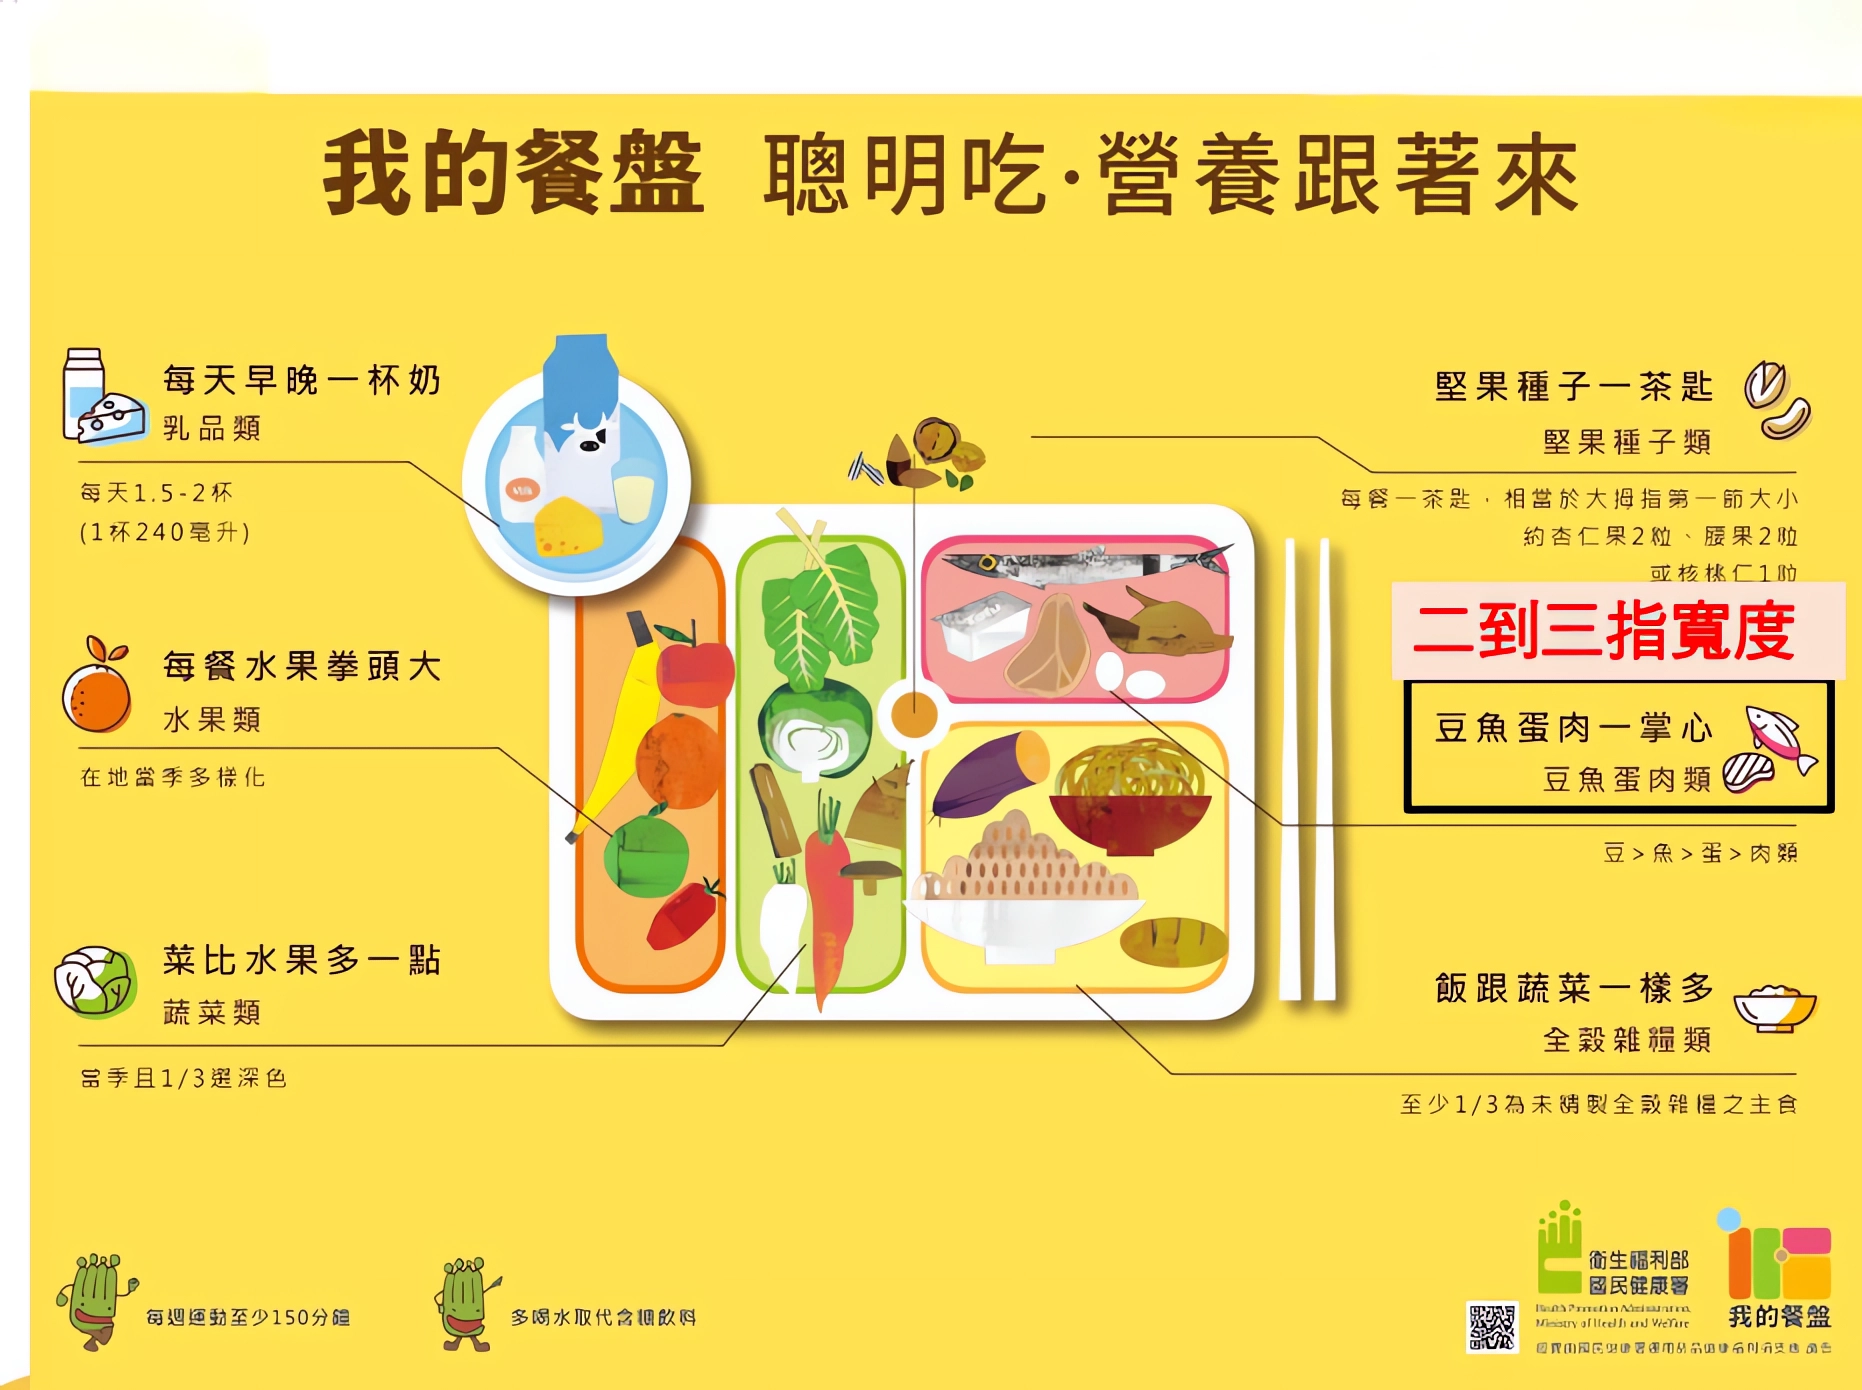 我的餐盤 聰明吃·營養跟著來
每天早晚一杯奶
乳品類
每天1.5-2杯
(1杯240毫升)
每餐水果拳頭大
水果類
在地當季多樣化
菜比水果多一點
蔬菜類
當季且1/3選深色
堅果種子一茶匙
堅果種子類
每餐一茶匙，相當於大拇指第一節大小
約杏仁果2粒、腰果2粒
或核桃仁1粒
二到三指寬度
豆魚蛋肉一掌心
豆魚蛋肉類
豆>魚>蛋>肉類
飯跟蔬菜一樣多
全穀雜糧類
至少1/3為未精製全穀雜糧之主食
每週運動至少150分鐘
多喝水取代含糖飲料
衛生福利部
國民健康署
Health Promotion Administration,
Ministry of Health and Welfare
我的餐盤